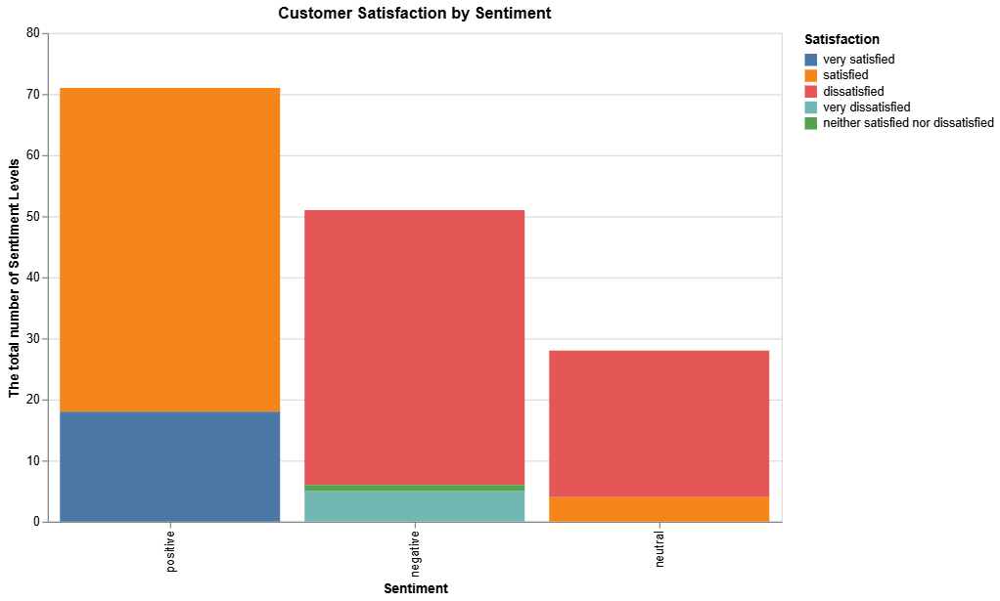 Customer Satisfaction by Sentiment
80
70
60
50
40
30
20
10
0
The total number of Sentiment Levels
positive
negative
neutral
Sentiment
Satisfaction
very satisfied
satisfied
dissatisfied
very dissatisfied
neither satisfied nor dissatisfied